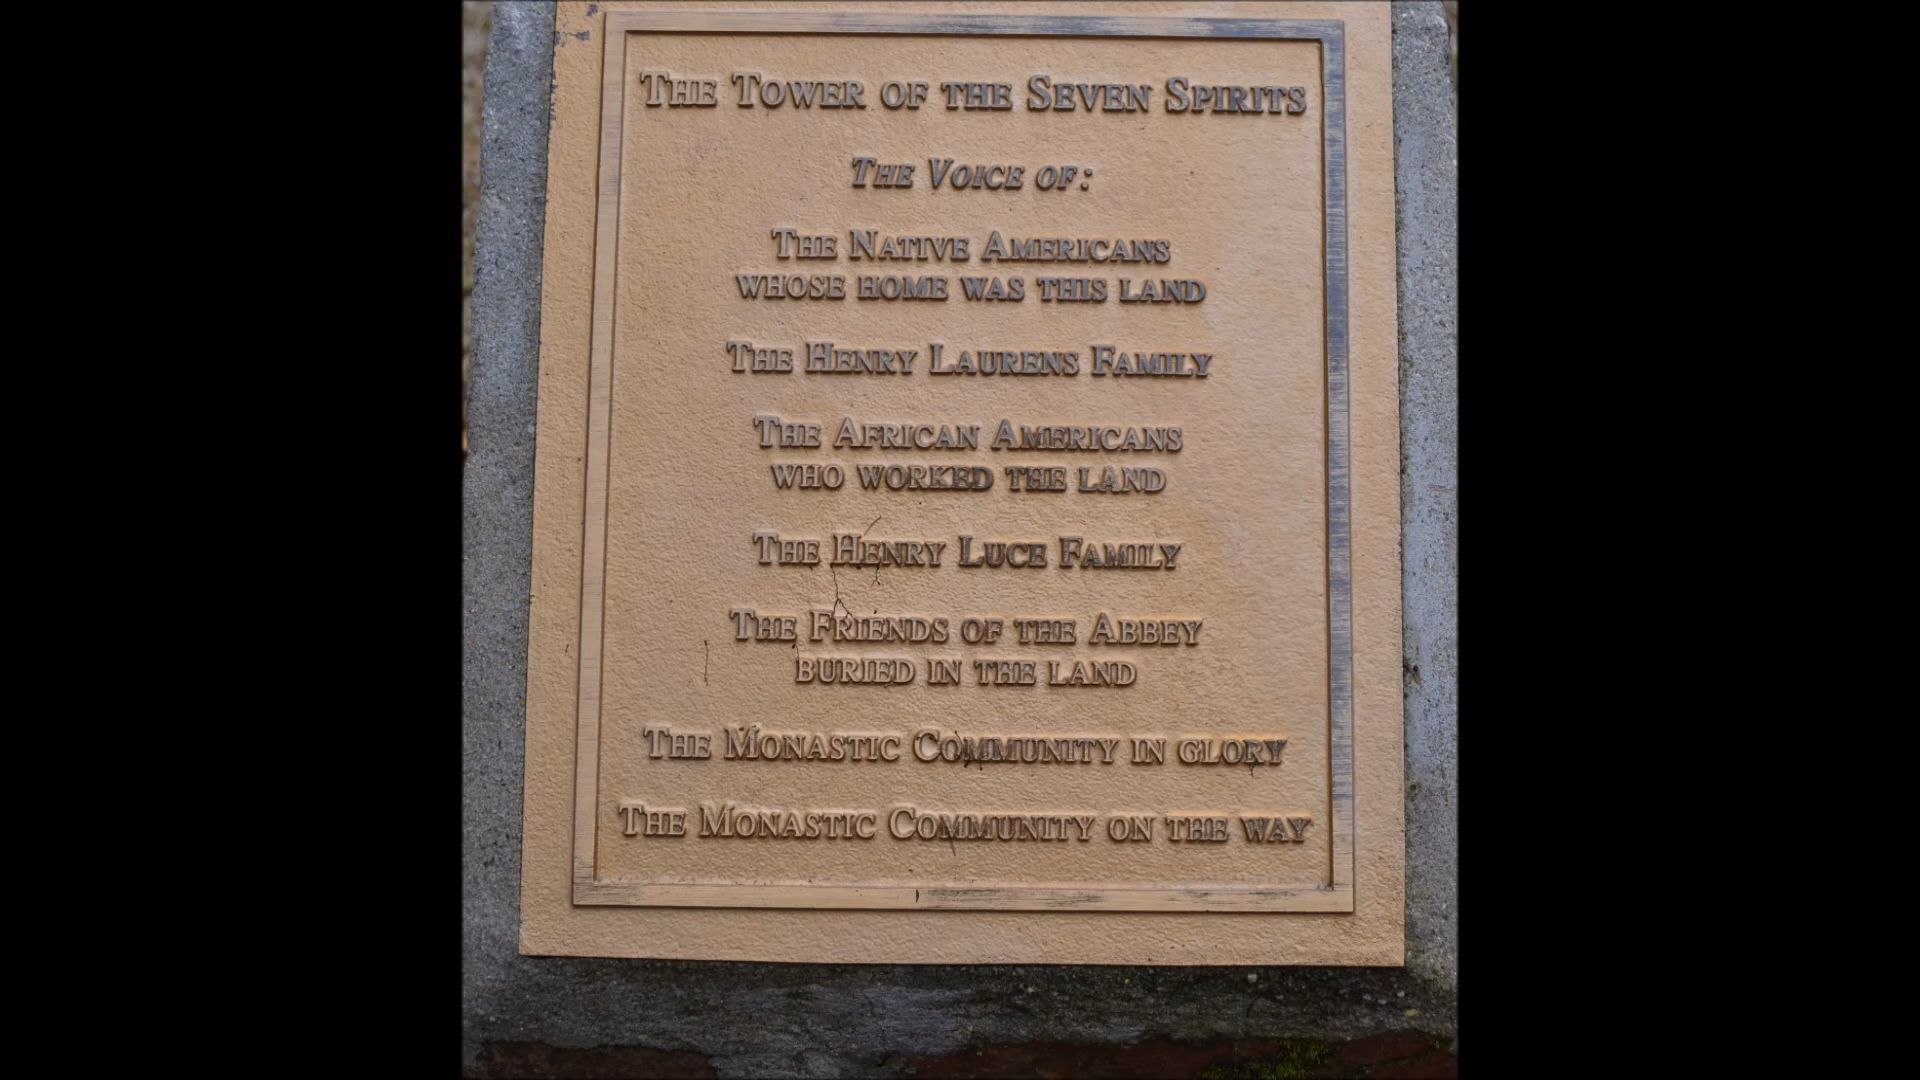 The Tower of the Seven Spirits
The Voice of:
The Native Americans
whose home was this land
The Henry Laurens Family
The African Americans
who worked the land
The Henry Luce Family
The Friends of the Abbey
buried in the land
The Monastic Community in glory
The Monastic Community on the way